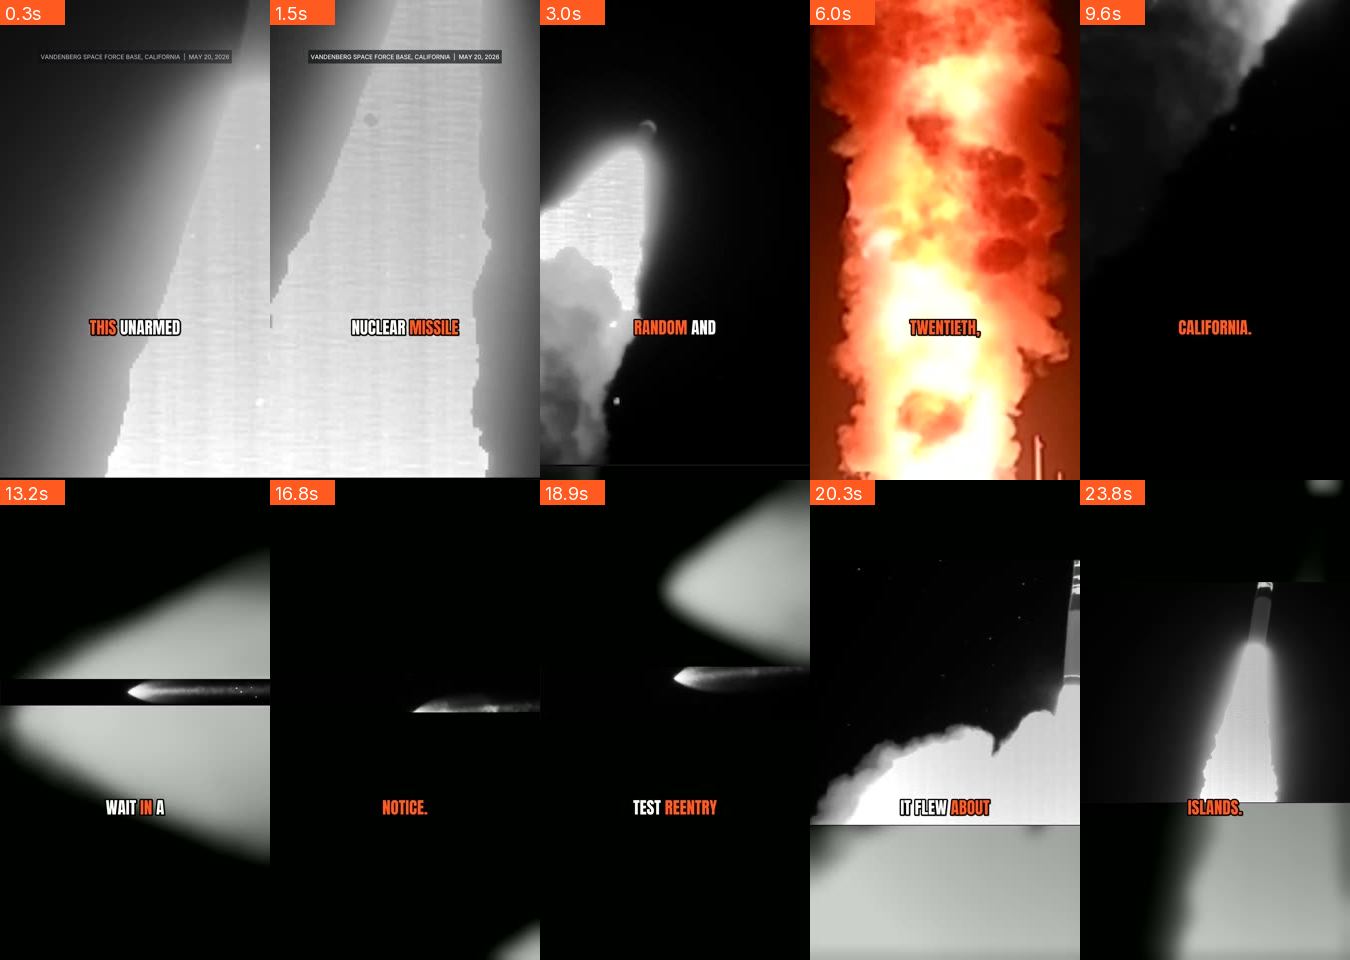 0.3s
VANDENBERG SPACE FORCE BASE, CALIFORNIA | MAY 20, 2026
THIS UNARMED
1.5s
VANDENBERG SPACE FORCE BASE, CALIFORNIA | MAY 20, 2026
NUCLEAR MISSILE
3.0s
RANDOM AND
6.0s
TWENTIETH,
9.6s
CALIFORNIA.
13.2s
WAIT IN A
16.8s
NOTICE.
18.9s
TEST REENTRY
20.3s
IT FLEW ABOUT
23.8s
ISLANDS.